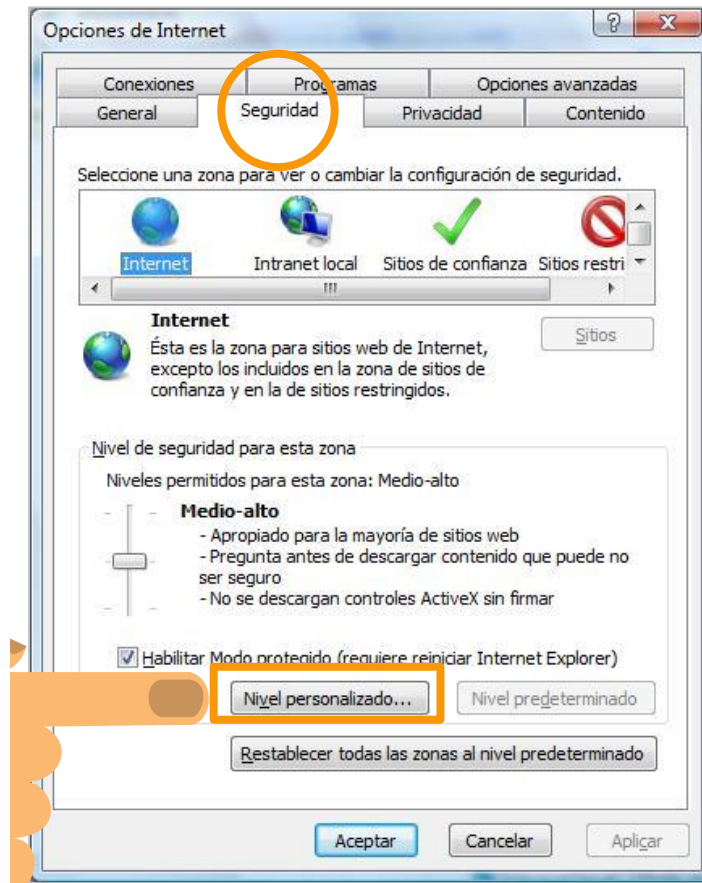 Opciones de Internet
Conexiones Programas Opciones avanzadas
General Seguridad Privacidad Contenido
Seleccione una zona para ver o cambiar la configuración de seguridad.
Internet Intranet local Sitios de confianza Sitios restri
Internet
Ésta es la zona para sitios web de Internet,
excepto los incluidos en la zona de sitios de
confianza y en la de sitios restringidos.
Sitios
Nivel de seguridad para esta zona
Niveles permitidos para esta zona: Medio-alto
Medio-alto
- Apropiado para la mayoría de sitios web
- Pregunta antes de descargar contenido que puede no
ser seguro
- No se descargan controles ActiveX sin firmar
Habilitar Modo protegido (requiere reiniciar Internet Explorer)
Nivel personalizado... Nivel predeterminado
Restablecer todas las zonas al nivel predeterminado
Aceptar Cancelar Aplicar